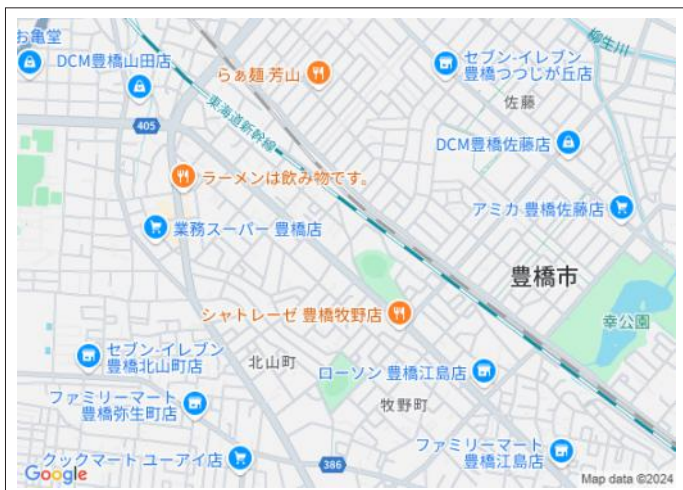 お亀堂
DCM豊橋山田店
らぁ麺 芳山
セブン-イレブン
豊橋つつじが丘店
柳生川
佐藤
405
東海道新幹線
DCM豊橋佐藤店
ラーメンは飲み物です。
アミカ 豊橋佐藤店
業務スーパー 豊橋店
豊橋市
シャトレーゼ 豊橋牧野店
幸公園
セブン-イレブン
豊橋北山町店
北山町
ローソン 豊橋江島店
ファミリーマート
豊橋弥生町店
牧野町
クックマート ユーアイ店
386
ファミリーマート
豊橋江島店
Google
Map data ©2024